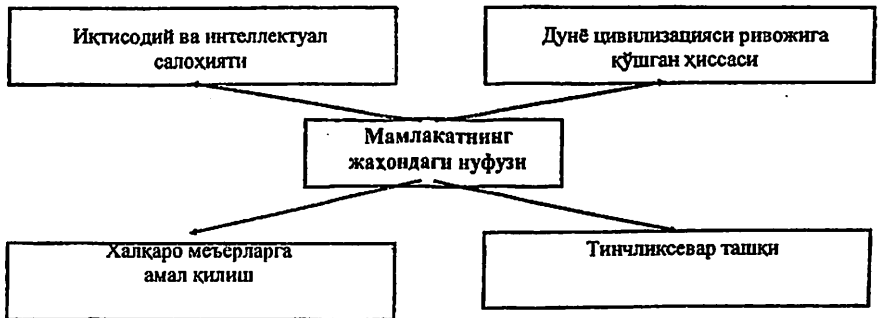 Иқтисодий ва интеллектуал
салоҳияти
Дунё цивилизацияси ривожига
қўшган ҳиссаси
Мамлакатнинг
жаҳондаги нуфузи
Халқаро меъёрларга
амал қилиш
Тинчликсевар ташқи